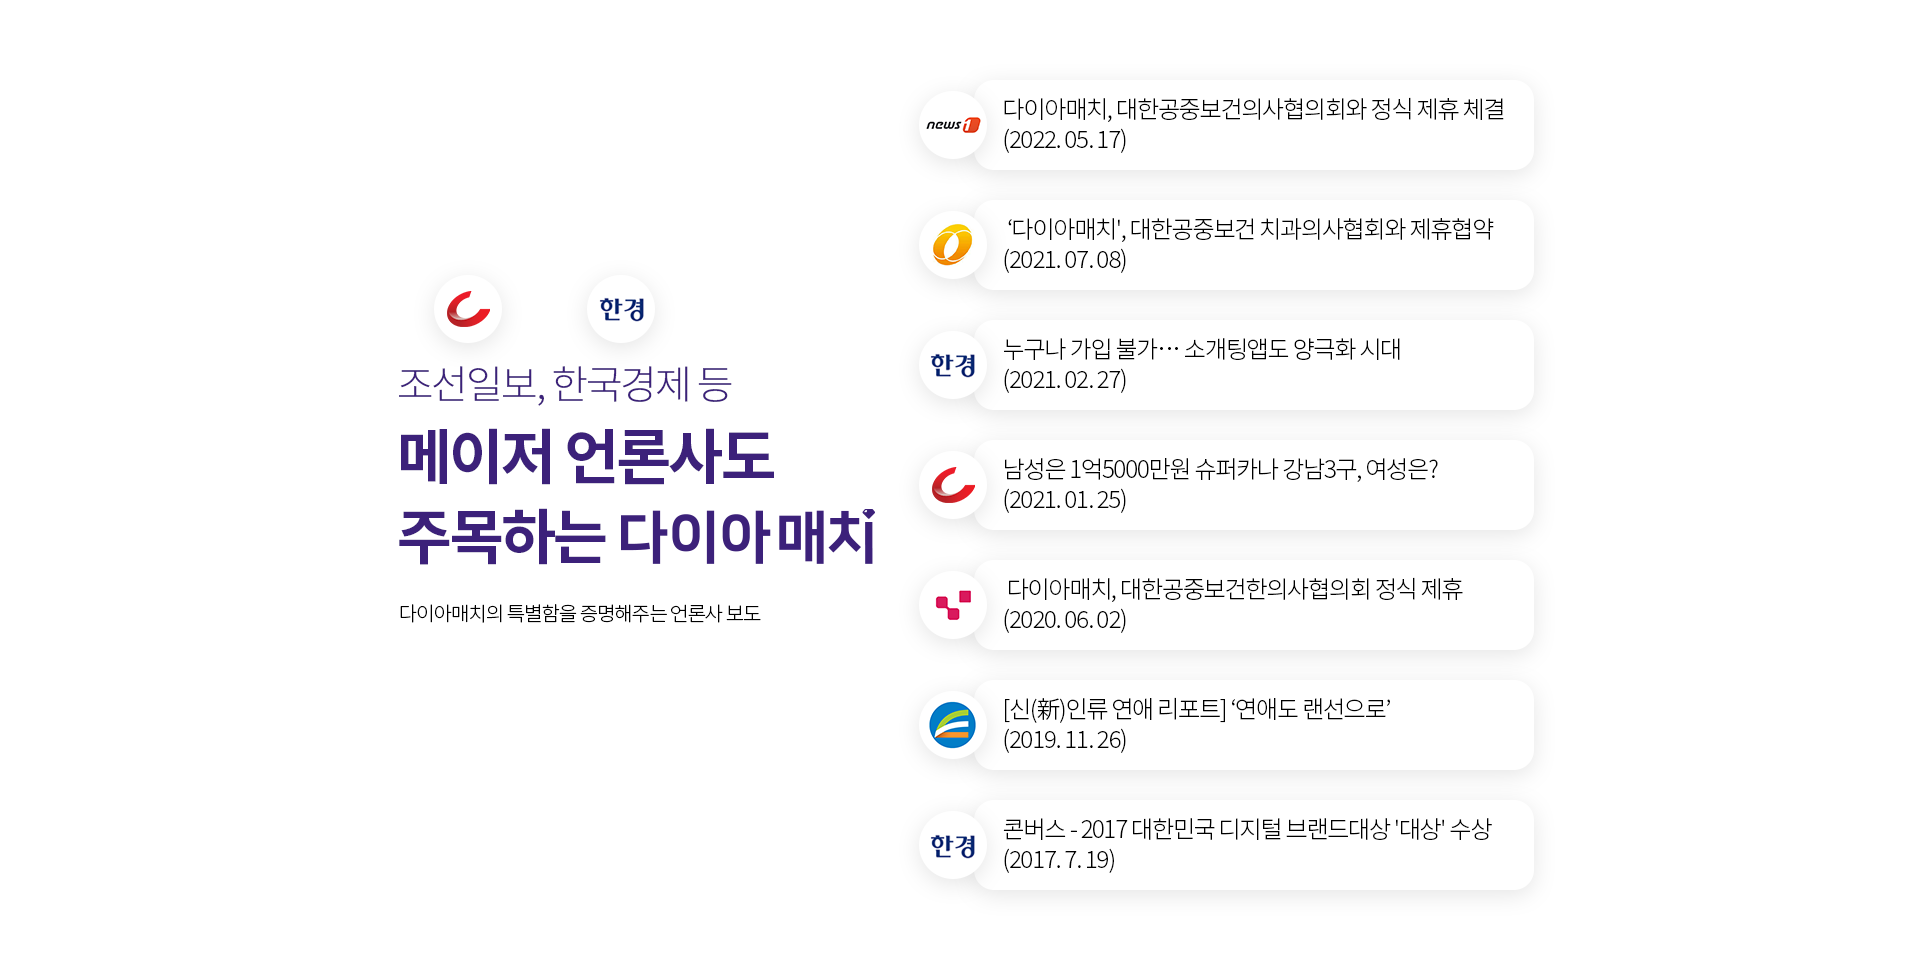 한경
조선일보, 한국경제 등
메이저 언론사도
주목하는 다이아매치
다이아매치의 특별함을 증명해주는 언론사 보도
news1
다이아매치, 대한공중보건의사협의회와 정식 제휴 체결
(2022. 05. 17)
‘다이아매치', 대한공중보건 치과의사협회와 제휴협약
(2021. 07. 08)
한경
누구나 가입 불가… 소개팅앱도 양극화 시대
(2021. 02. 27)
남성은 1억5000만원 슈퍼카나 강남3구, 여성은?
(2021. 01. 25)
다이아매치, 대한공중보건한의사협의회 정식 제휴
(2020. 06. 02)
[신(新)인류 연애 리포트] ‘연애도 랜선으로’
(2019. 11. 26)
한경
콘버스 - 2017 대한민국 디지털 브랜드대상 '대상' 수상
(2017. 7. 19)